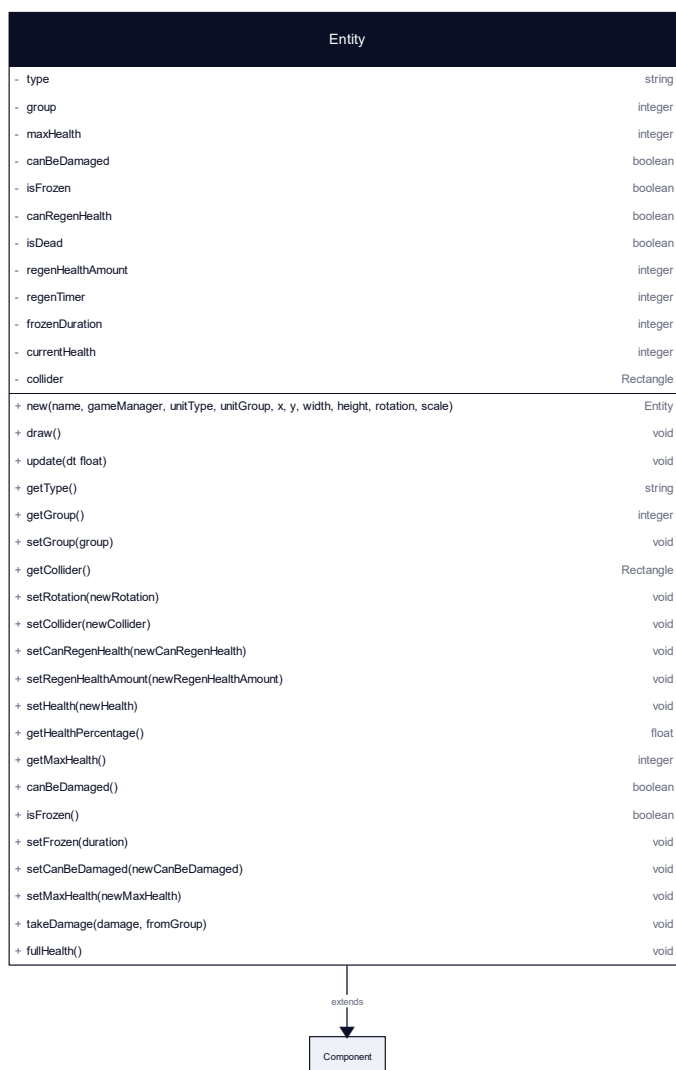 Entity
- type string
- group integer
- maxHealth integer
- canBeDamaged boolean
- isFrozen boolean
- canRegenHealth boolean
- isDead boolean
- regenHealthAmount integer
- regenTimer integer
- frozenDuration integer
- currentHealth integer
- collider Rectangle
+ new(name, gameManager, unitType, unitGroup, x, y, width, height, rotation, scale) Entity
+ draw() void
+ update(dt float) void
+ getType() string
+ getGroup() integer
+ setGroup(group) void
+ getCollider() Rectangle
+ setRotation(newRotation) void
+ setCollider(newCollider) void
+ setCanRegenHealth(newCanRegenHealth) void
+ setRegenHealthAmount(newRegenHealthAmount) void
+ setHealth(newHealth) void
+ getHealthPercentage() float
+ getMaxHealth() integer
+ canBeDamaged() boolean
+ isFrozen() boolean
+ setFrozen(duration) void
+ setCanBeDamaged(newCanBeDamaged) void
+ setMaxHealth(newMaxHealth) void
+ takeDamage(damage, fromGroup) void
+ fullHealth() void
extends
Component